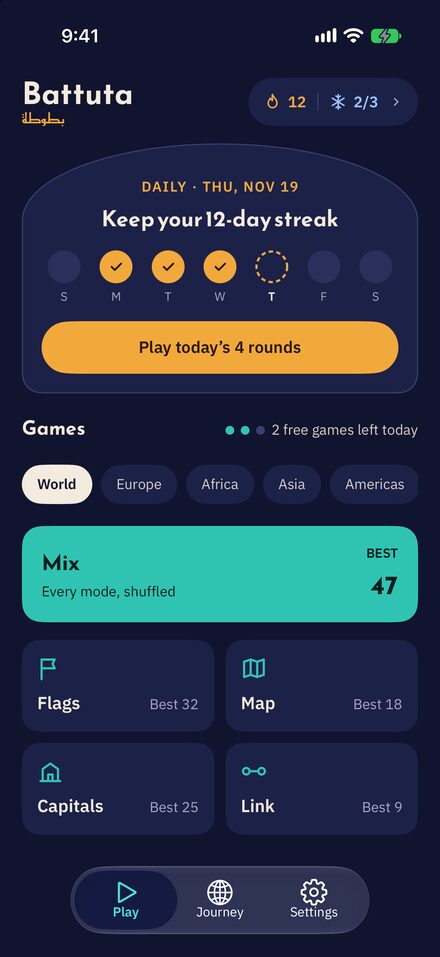 9:41
Battuta
بطوطة
12 2/3
DAILY · THU, NOV 19
Keep your 12-day streak
S M T W T F S
Play today’s 4 rounds
Games
2 free games left today
World Europe Africa Asia Americas
Mix
Every mode, shuffled
BEST
47
Flags Best 32
Map Best 18
Capitals Best 25
Link Best 9
Play Journey Settings